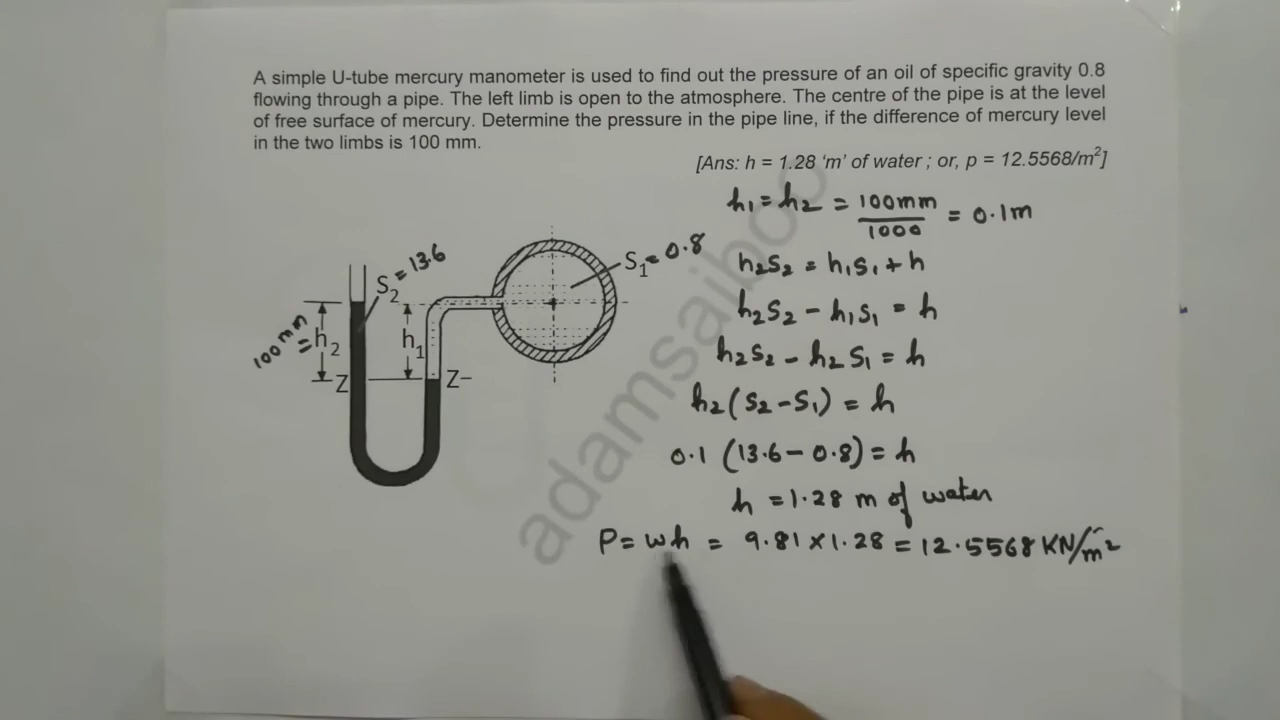 A simple U-tube mercury manometer is used to find out the pressure of an oil of specific gravity 0.8
flowing through a pipe. The left limb is open to the atmosphere. The centre of the pipe is at the level
of free surface of mercury. Determine the pressure in the pipe line, if the difference of mercury level
in the two limbs is 100 mm.
[Ans: h = 1.28 'm' of water ; or, p = 12.5568/m²]
h₁ = h₂ = 100mm/1000 = 0.1m
h₂S₂ = h₁S₁ + h
h₂S₂ - h₁S₁ = h
h₂S₂ - h₂S₁ = h
h₂(S₂-S₁) = h
0.1 (13.6 - 0.8) = h
h = 1.28 m of water
P = wh = 9.81 x 1.28 = 12.5568 KN/m²
S₂ = 13.6
S₁ = 0.8
100mm = h₂
h₁
Z
Z-
adamsaiboo